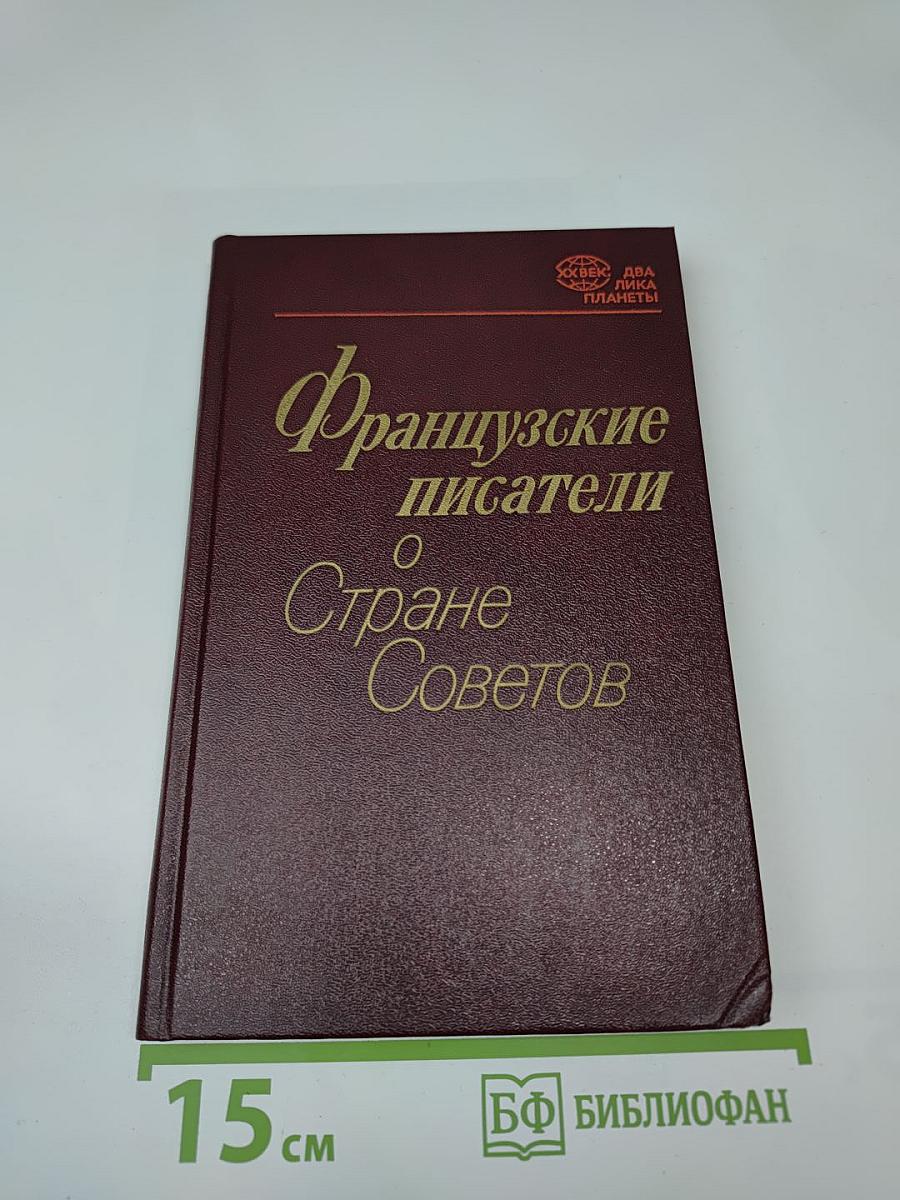 XX ВЕК: ДВА
ЛИКА
ПЛАНЕТЫ
Французские
писатели
о
Стране
Советов
15 см
БФ БИБЛИОФАН